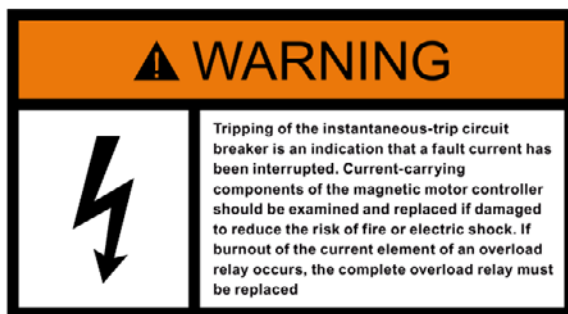 WARNING
Tripping of the instantaneous-trip circuit
breaker is an indication that a fault current has
been interrupted. Current-carrying
components of the magnetic motor controller
should be examined and replaced if damaged
to reduce the risk of fire or electric shock. If
burnout of the current element of an overload
relay occurs, the complete overload relay must
be replaced